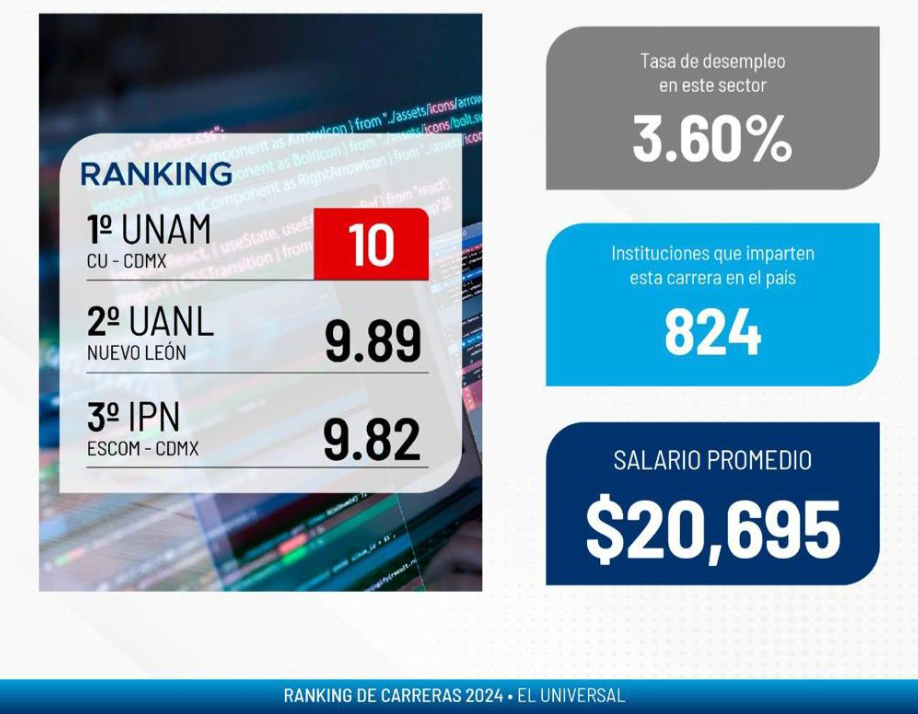 RANKING
1º UNAM
CU - CDMX
10
2º UANL
NUEVO LEÓN
9.89
3º IPN
ESCOM - CDMX
9.82
Tasa de desempleo
en este sector
3.60%
Instituciones que imparten
esta carrera en el país
824
SALARIO PROMEDIO
$20,695
RANKING DE CARRERAS 2024 • EL UNIVERSAL